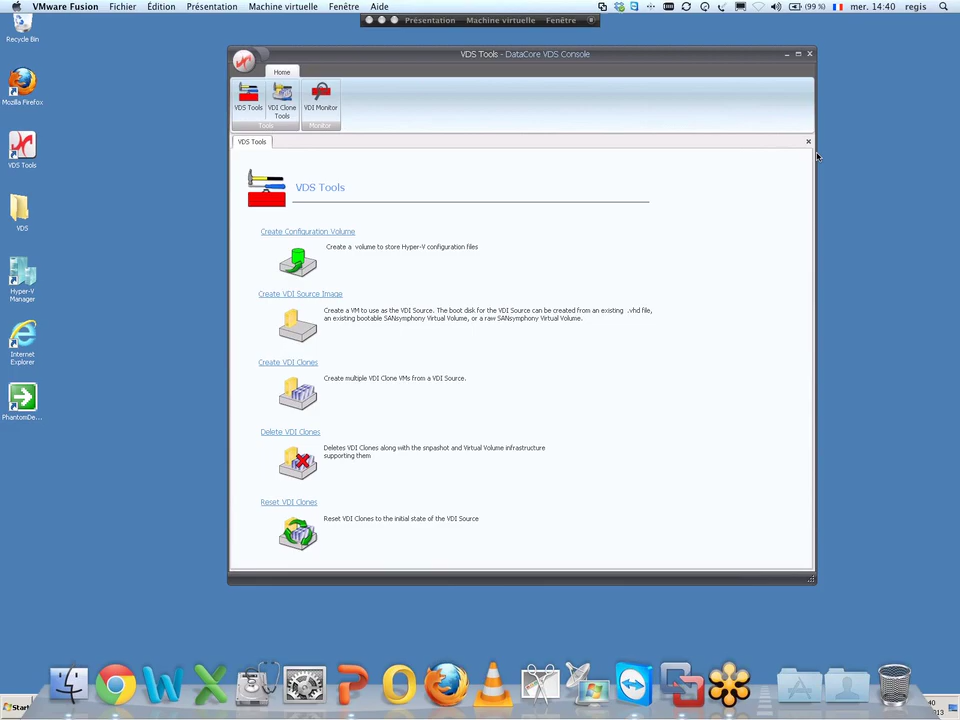 VMware Fusion Fichier Édition Présentation Machine virtuelle Fenêtre Aide (99 %) mer. 14:40 regis
Présentation Machine virtuelle Fenêtre
Recycle Bin
Mozilla Firefox
VDS Tools
VDS
Hyper-V
Manager
Internet
Explorer
PhantomDe...
VDS Tools - DataCore VDS Console
Home
VDS Tools
VDI Clone
Tools
VDI Monitor
Tools
Monitor
VDS Tools
VDS Tools
Create Configuration Volume
Create a volume to store Hyper-V configuration files
Create VDI Source Image
Create a VM to use as the VDI Source. The boot disk for the VDI Source can be created from an existing .vhd file,
an existing bootable SANsymphony Virtual Volume, or a raw SANsymphony Virtual Volume.
Create VDI Clones
Create multiple VDI Clone VMs from a VDI Source.
Delete VDI Clones
Deletes VDI Clones along with the snpashot and Virtual Volume infrastructure
supporting them
Reset VDI Clones
Reset VDI Clones to the initial state of the VDI Source
Start
40
013